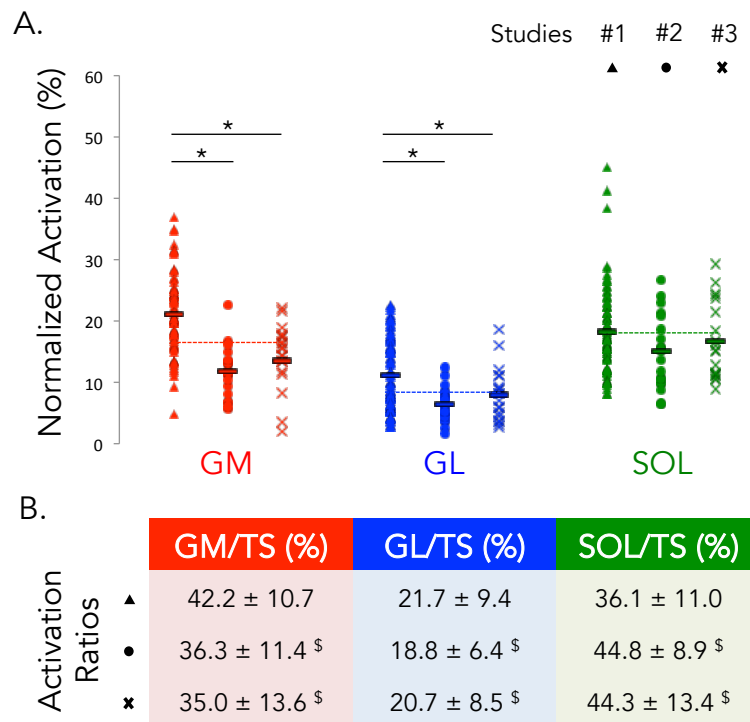 A.
Studies #1 #2 #3
Normalized Activation (%)
60
50
40
30
20
10
0
* *
* *
GM GL SOL
B.
GM/TS (%) GL/TS (%) SOL/TS (%)
Activation
Ratios
42.2 ± 10.7 21.7 ± 9.4 36.1 ± 11.0
36.3 ± 11.4 $ 18.8 ± 6.4 $ 44.8 ± 8.9 $
35.0 ± 13.6 $ 20.7 ± 8.5 $ 44.3 ± 13.4 $